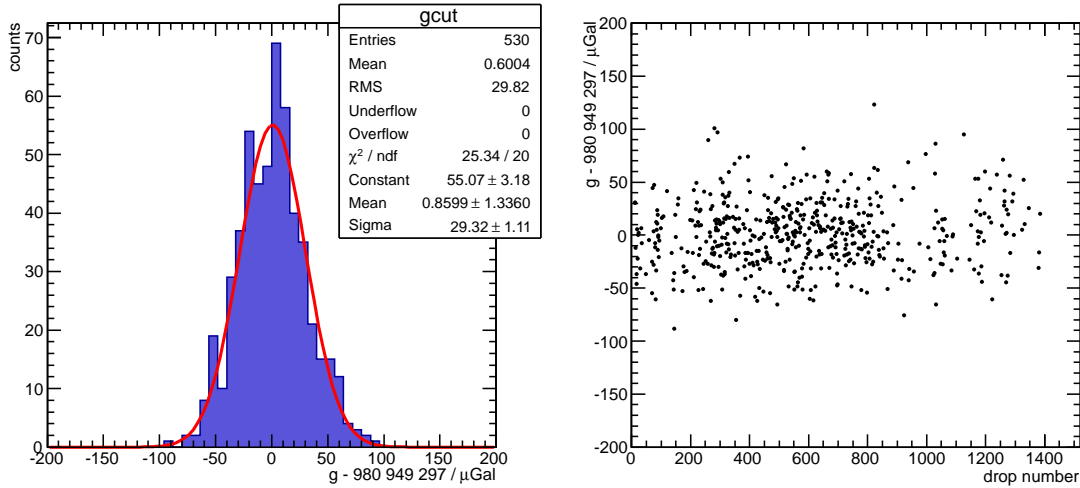 gcut
Entries 530
Mean 0.6004
RMS 29.82
Underflow 0
Overflow 0
χ² / ndf 25.34 / 20
Constant 55.07 ± 3.18
Mean 0.8599 ± 1.3360
Sigma 29.32 ± 1.11
counts
70
60
50
40
30
20
10
0
-200 -150 -100 -50 0 50 100 150 200
g - 980 949 297 / μGal
g - 980 949 297 / μGal
200
150
100
50
0
-50
-100
-150
-200
0 200 400 600 800 1000 1200 1400
drop number